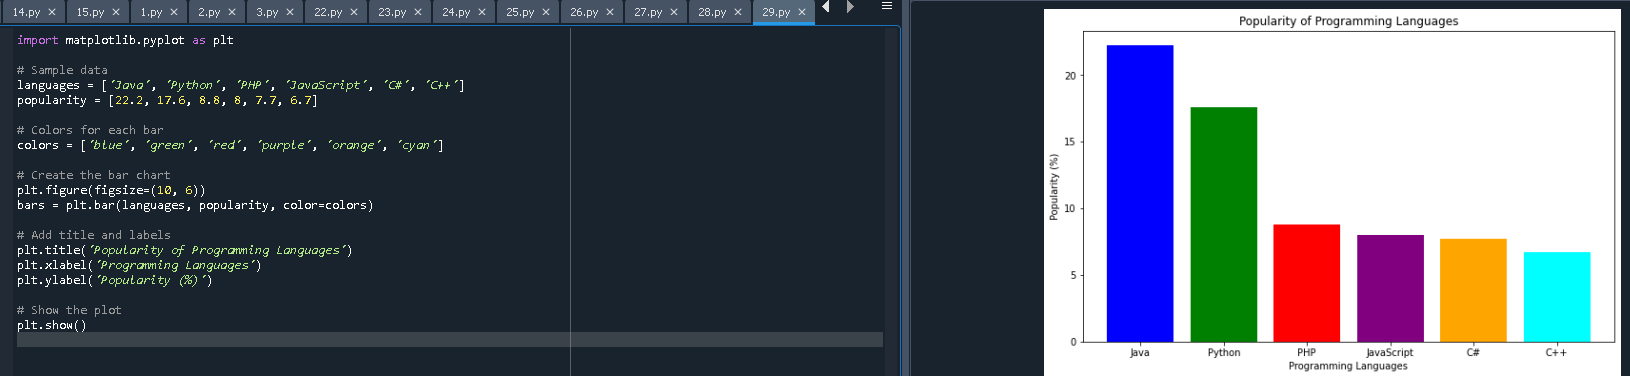 14.py × 15.py × 1.py × 2.py × 3.py × 22.py × 23.py × 24.py × 25.py × 26.py × 27.py × 28.py × 29.py ×
import matplotlib.pyplot as plt
# Sample data
languages = ['Java', 'Python', 'PHP', 'JavaScript', 'C#', 'C++']
popularity = [22.2, 17.6, 8.8, 8, 7.7, 6.7]
# Colors for each bar
colors = ['blue', 'green', 'red', 'purple', 'orange', 'cyan']
# Create the bar chart
plt.figure(figsize=(10, 6))
bars = plt.bar(languages, popularity, color=colors)
# Add title and labels
plt.title('Popularity of Programming Languages')
plt.xlabel('Programming Languages')
plt.ylabel('Popularity (%)')
# Show the plot
plt.show()
Popularity of Programming Languages
Popularity (%)
20
15
10
5
0
Java Python PHP JavaScript C# C++
Programming Languages